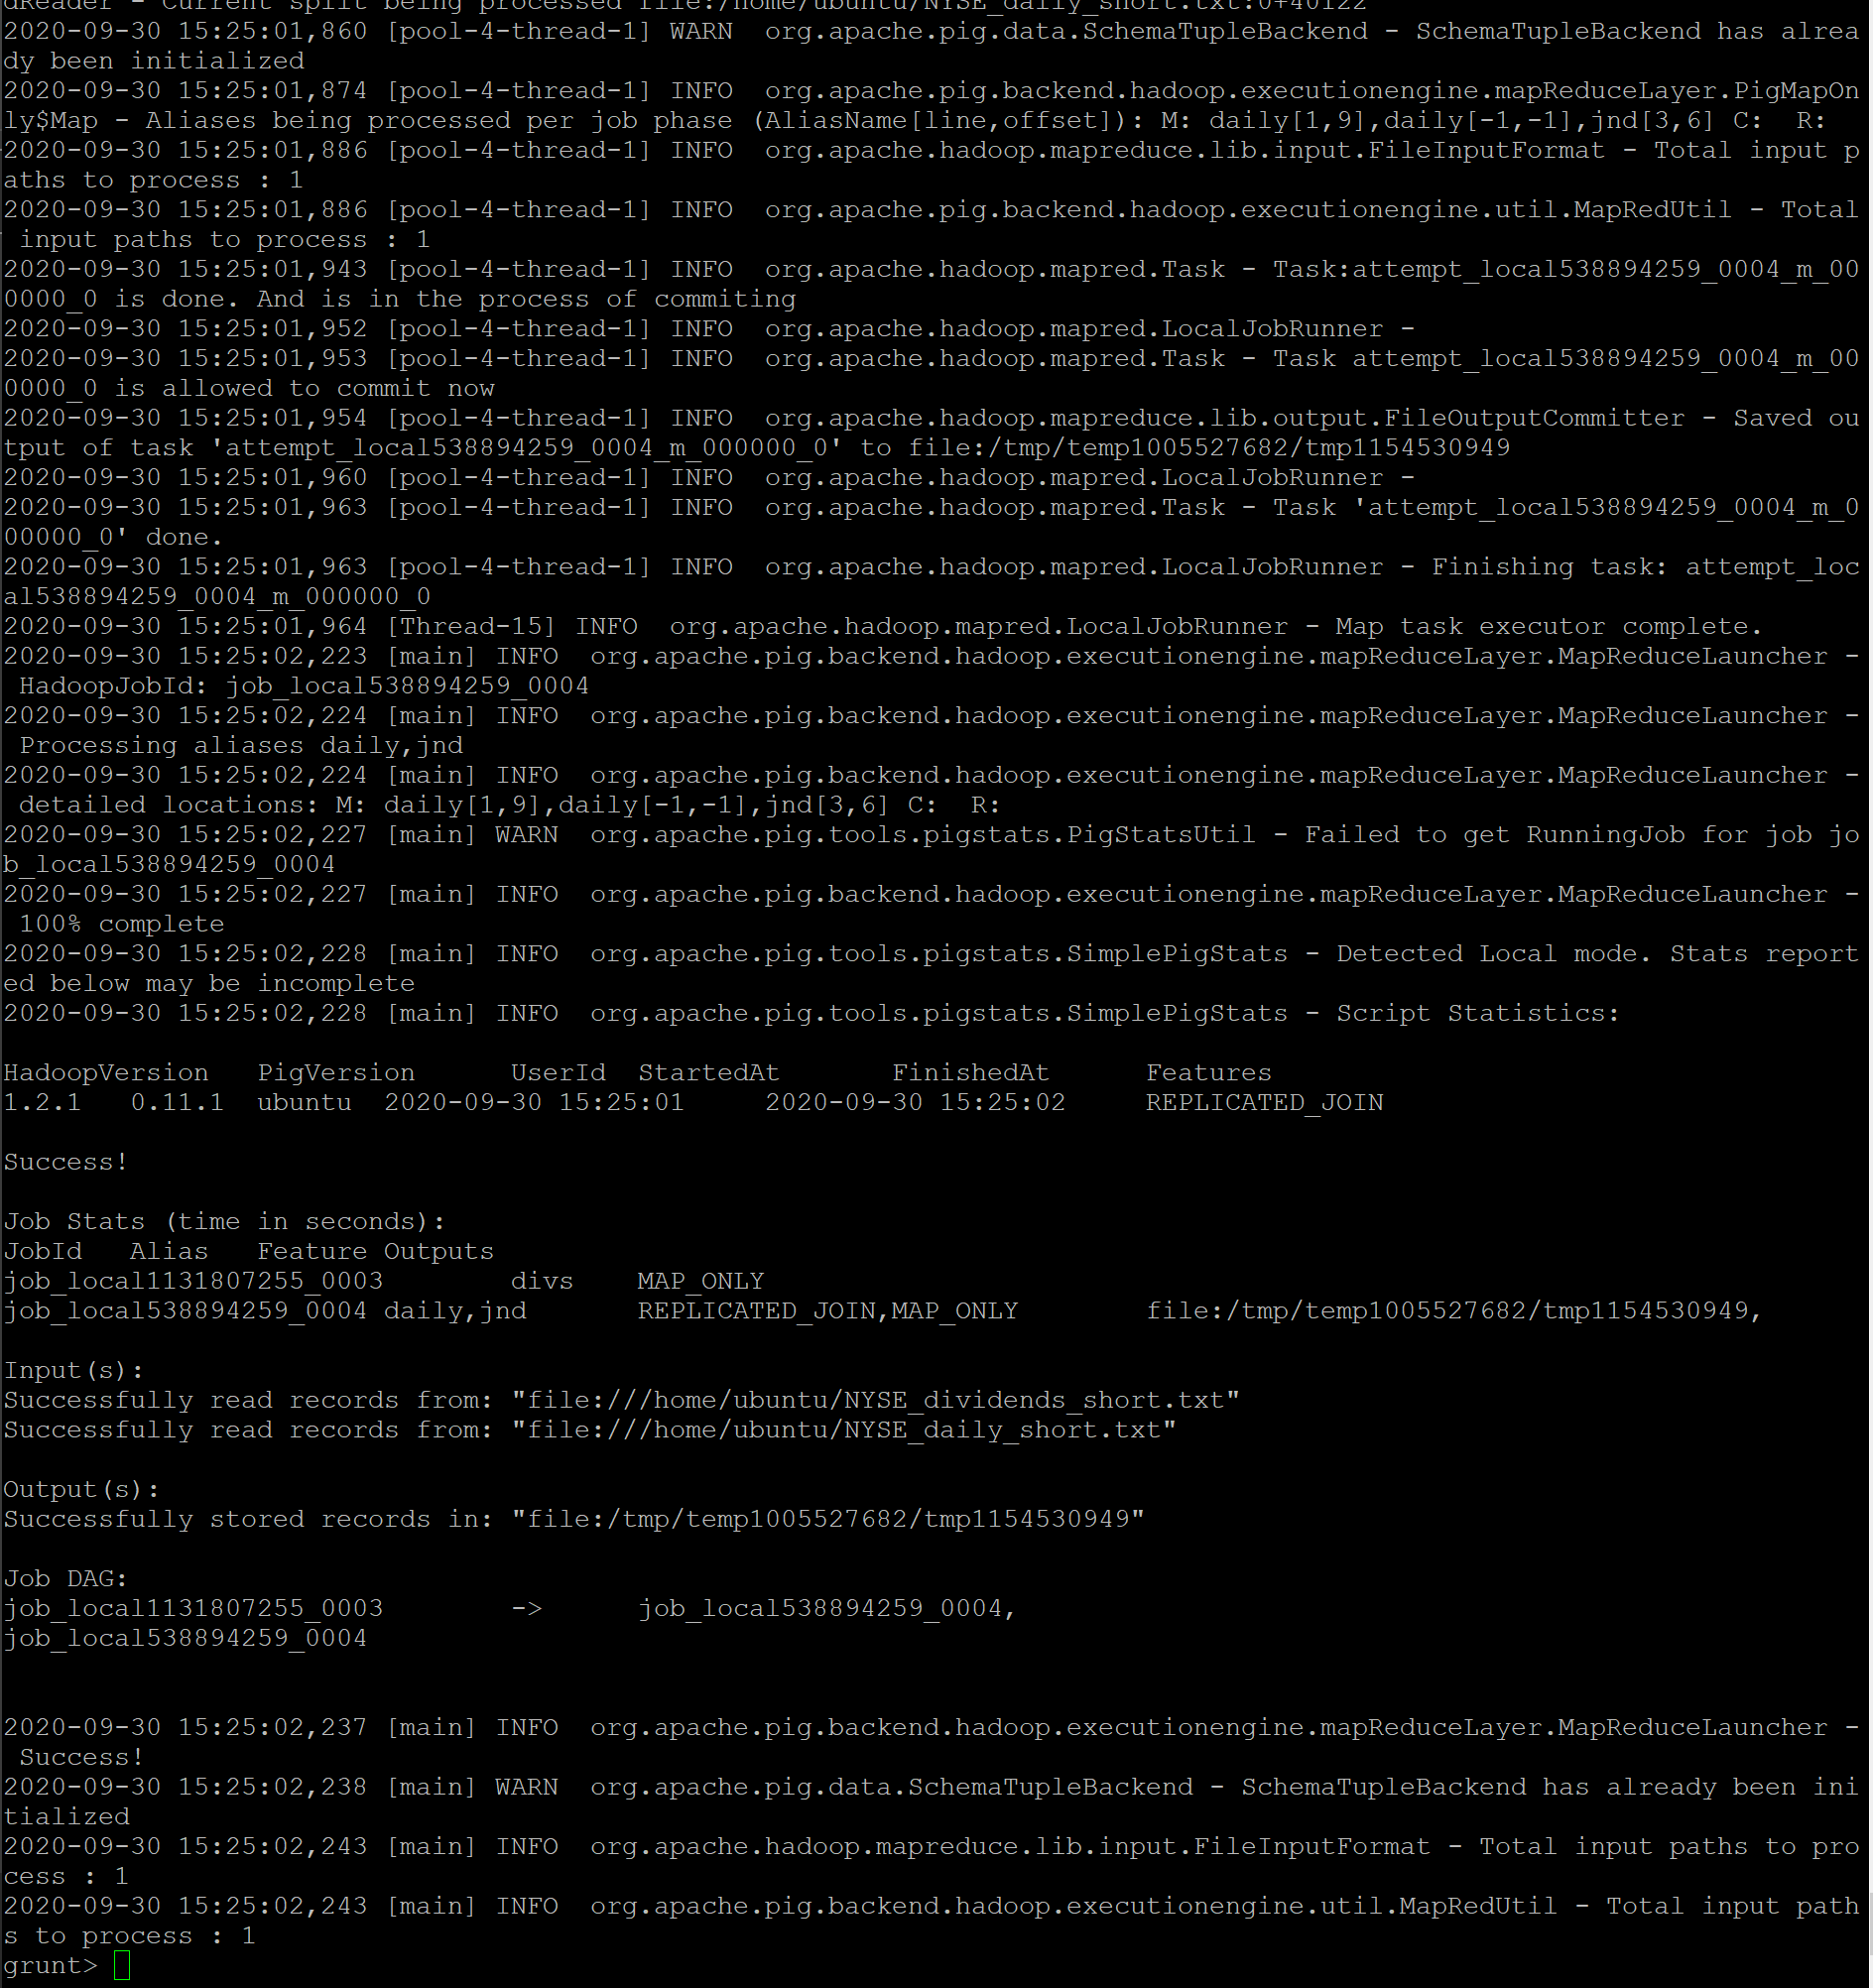 dReader - Current split being processed file:/home/ubuntu/NYSE_daily_short.txt:0+40122
2020-09-30 15:25:01,860 [pool-4-thread-1] WARN  org.apache.pig.data.SchemaTupleBackend - SchemaTupleBackend has alrea
dy been initialized
2020-09-30 15:25:01,874 [pool-4-thread-1] INFO  org.apache.pig.backend.hadoop.executionengine.mapReduceLayer.PigMapOn
ly$Map - Aliases being processed per job phase (AliasName[line,offset]): M: daily[1,9],daily[-1,-1],jnd[3,6] C:  R:
2020-09-30 15:25:01,886 [pool-4-thread-1] INFO  org.apache.hadoop.mapreduce.lib.input.FileInputFormat - Total input p
aths to process : 1
2020-09-30 15:25:01,886 [pool-4-thread-1] INFO  org.apache.pig.backend.hadoop.executionengine.util.MapRedUtil - Total
 input paths to process : 1
2020-09-30 15:25:01,943 [pool-4-thread-1] INFO  org.apache.hadoop.mapred.Task - Task:attempt_local538894259_0004_m_00
0000_0 is done. And is in the process of commiting
2020-09-30 15:25:01,952 [pool-4-thread-1] INFO  org.apache.hadoop.mapred.LocalJobRunner -
2020-09-30 15:25:01,953 [pool-4-thread-1] INFO  org.apache.hadoop.mapred.Task - Task attempt_local538894259_0004_m_00
0000_0 is allowed to commit now
2020-09-30 15:25:01,954 [pool-4-thread-1] INFO  org.apache.hadoop.mapreduce.lib.output.FileOutputCommitter - Saved ou
tput of task 'attempt_local538894259_0004_m_000000_0' to file:/tmp/temp1005527682/tmp1154530949
2020-09-30 15:25:01,960 [pool-4-thread-1] INFO  org.apache.hadoop.mapred.LocalJobRunner -
2020-09-30 15:25:01,963 [pool-4-thread-1] INFO  org.apache.hadoop.mapred.Task - Task 'attempt_local538894259_0004_m_0
00000_0' done.
2020-09-30 15:25:01,963 [pool-4-thread-1] INFO  org.apache.hadoop.mapred.LocalJobRunner - Finishing task: attempt_loc
al538894259_0004_m_000000_0
2020-09-30 15:25:01,964 [Thread-15] INFO  org.apache.hadoop.mapred.LocalJobRunner - Map task executor complete.
2020-09-30 15:25:02,223 [main] INFO  org.apache.pig.backend.hadoop.executionengine.mapReduceLayer.MapReduceLauncher -
 HadoopJobId: job_local538894259_0004
2020-09-30 15:25:02,224 [main] INFO  org.apache.pig.backend.hadoop.executionengine.mapReduceLayer.MapReduceLauncher -
 Processing aliases daily,jnd
2020-09-30 15:25:02,224 [main] INFO  org.apache.pig.backend.hadoop.executionengine.mapReduceLayer.MapReduceLauncher -
 detailed locations: M: daily[1,9],daily[-1,-1],jnd[3,6] C:  R:
2020-09-30 15:25:02,227 [main] WARN  org.apache.pig.tools.pigstats.PigStatsUtil - Failed to get RunningJob for job jo
b_local538894259_0004
2020-09-30 15:25:02,227 [main] INFO  org.apache.pig.backend.hadoop.executionengine.mapReduceLayer.MapReduceLauncher -
 100% complete
2020-09-30 15:25:02,228 [main] INFO  org.apache.pig.tools.pigstats.SimplePigStats - Detected Local mode. Stats report
ed below may be incomplete
2020-09-30 15:25:02,228 [main] INFO  org.apache.pig.tools.pigstats.SimplePigStats - Script Statistics:

HadoopVersion   PigVersion      UserId  StartedAt       FinishedAt      Features
1.2.1   0.11.1  ubuntu  2020-09-30 15:25:01     2020-09-30 15:25:02     REPLICATED_JOIN

Success!

Job Stats (time in seconds):
JobId   Alias   Feature Outputs
job_local1131807255_0003        divs    MAP_ONLY
job_local538894259_0004 daily,jnd       REPLICATED_JOIN,MAP_ONLY        file:/tmp/temp1005527682/tmp1154530949,

Input(s):
Successfully read records from: "file:///home/ubuntu/NYSE_dividends_short.txt"
Successfully read records from: "file:///home/ubuntu/NYSE_daily_short.txt"

Output(s):
Successfully stored records in: "file:/tmp/temp1005527682/tmp1154530949"

Job DAG:
job_local1131807255_0003        ->      job_local538894259_0004,
job_local538894259_0004

2020-09-30 15:25:02,237 [main] INFO  org.apache.pig.backend.hadoop.executionengine.mapReduceLayer.MapReduceLauncher -
 Success!
2020-09-30 15:25:02,238 [main] WARN  org.apache.pig.data.SchemaTupleBackend - SchemaTupleBackend has already been ini
tialized
2020-09-30 15:25:02,243 [main] INFO  org.apache.hadoop.mapreduce.lib.input.FileInputFormat - Total input paths to pro
cess : 1
2020-09-30 15:25:02,243 [main] INFO  org.apache.pig.backend.hadoop.executionengine.util.MapRedUtil - Total input path
s to process : 1
grunt>